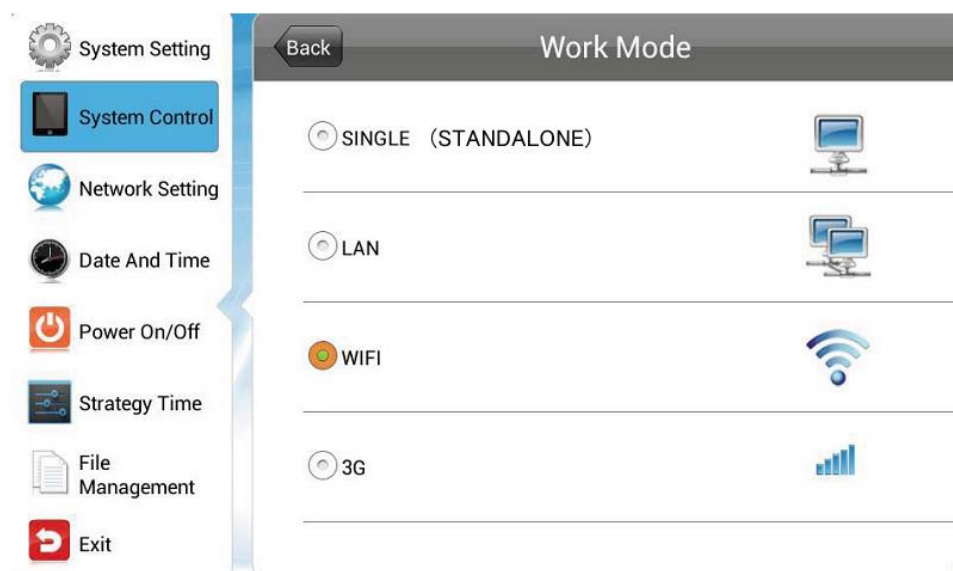 System Setting
System Control
Network Setting
Date And Time
Power On/Off
Strategy Time
File
Management
Exit
Back
Work Mode
SINGLE （STANDALONE）
LAN
WIFI
3G